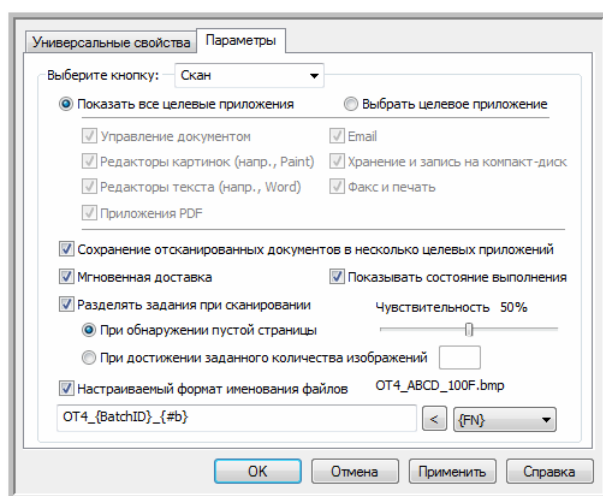 Универсальные свойства Параметры
Выберите кнопку: Скан
Показать все целевые приложения Выбрать целевое приложение
Управление документом Email
Редакторы картинок (напр., Paint) Хранение и запись на компакт-диск
Редакторы текста (напр., Word) Факс и печать
Приложения PDF
Сохранение отсканированных документов в несколько целевых приложений
Мгновенная доставка Показывать состояние выполнения
Разделять задания при сканировании Чувствительность 50%
При обнаружении пустой страницы
При достижении заданного количества изображений
Настраиваемый формат именования файлов OT4_ABCD_100F.bmp
OT4_{BatchID}_{#b} < {FN}
OK Отмена Применить Справка